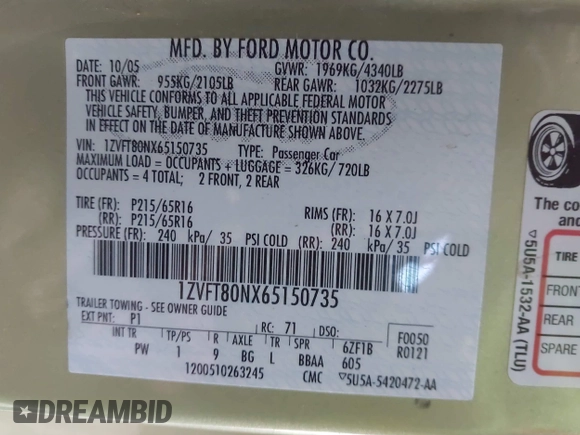 MFD. BY FORD MOTOR CO.
DATE: 10/05 GVWR: 1969KG/4340LB
FRONT GAWR: 955KG/2105LB REAR GAWR: 1032KG/2275LB
THIS VEHICLE CONFORMS TO ALL APPLICABLE FEDERAL MOTOR
VEHICLE SAFETY, BUMPER, AND THEFT PREVENTION STANDARDS
IN EFFECT ON THE DATE OF MANUFACTURE SHOWN ABOVE.
VIN: 1ZVFT80NX65150735 TYPE: Passenger Car
MAXIMUM LOAD = OCCUPANTS + LUGGAGE = 326KG/720LB
OCCUPANTS = 4 TOTAL; 2 FRONT, 2 REAR
TIRE (FR): P215/65R16 RIMS (FR): 16 X 7.0J
(RR): P215/65R16 (RR): 16 X 7.0J
PRESSURE (FR): 240 kPa/ 35 PSI COLD (RR): 240 kPa/ 35 PSI COLD
1ZVFT80NX65150735
TRAILER TOWING - SEE OWNER GUIDE
EXT PNT: P1 RC: 71 DSO: F0050
INT TR TP/PS R AXLE TR SPR 6ZF1B R0121
PW 1 9 BG L BBAA 605
1200510263245 CMC ▽5U5A-5420472-AA
The co
and
TIRE
FRONT
REAR
SPARE
▽5U5A-1532-AA (TLU)
DREAMBID